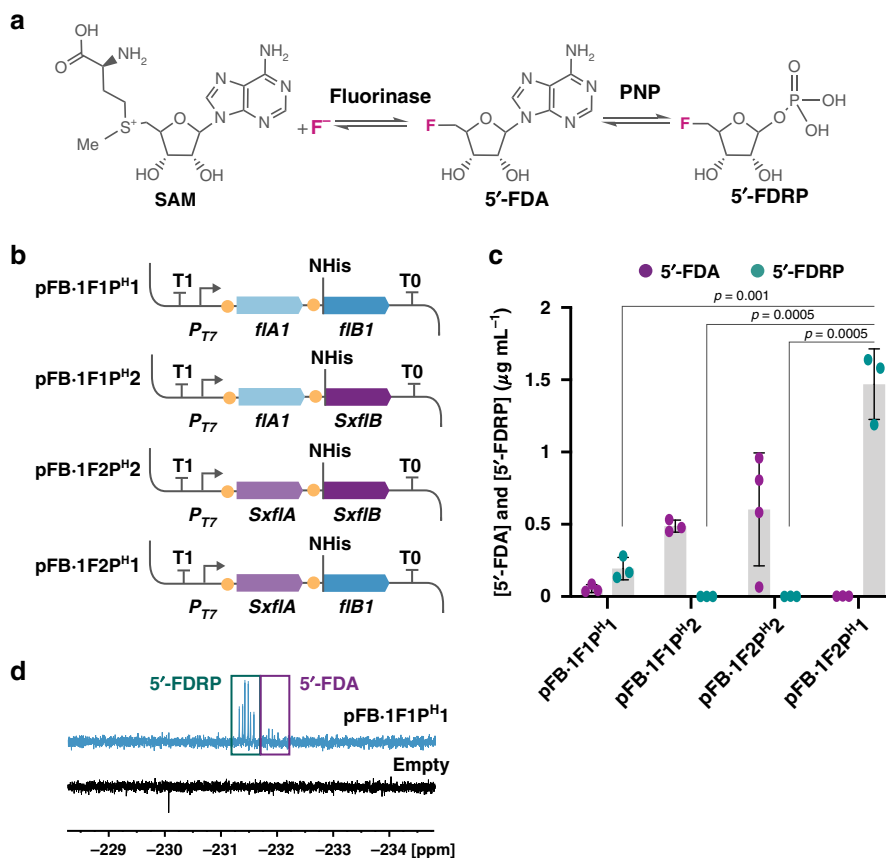 a
OH
O
NH2
Me
S+
O
HO
OH
N
N
N
N
NH2
SAM
+ F−
Fluorinase
F
O
HO
OH
N
N
N
N
NH2
5′-FDA
PNP
F
O
HO
OH
O
O
P
OH
OH
5′-FDRP
b
pFB·1F1PH1
T1
NHis
T0
PT7
flA1
flB1
pFB·1F1PH2
T1
NHis
T0
PT7
flA1
SxflB
pFB·1F2PH2
T1
NHis
T0
PT7
SxflA
SxflB
pFB·1F2PH1
T1
NHis
T0
PT7
SxflA
flB1
c
5′-FDA 5′-FDRP
p = 0.001
p = 0.0005
p = 0.0005
[5′-FDA] and [5′-FDRP] (µg mL−1)
2
1.5
1
0.5
0
pFB·1F1PH1
pFB·1F1PH2
pFB·1F2PH2
pFB·1F2PH1
d
5′-FDRP 5′-FDA
pFB·1F1PH1
Empty
−229 −230 −231 −232 −233 −234 [ppm]